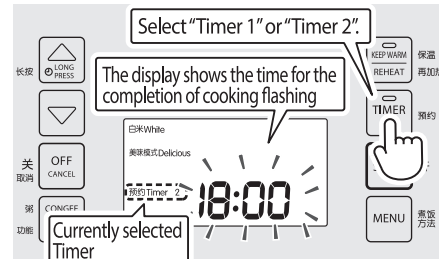 Select “Timer 1” or “Timer 2”.
长按
LONG PRESS
The display shows the time for the
completion of cooking flashing
KEEP WARM
保温
REHEAT
再加
TIMER
预约
白米White
美味模式Delicious
预约Timer 2
18:00
关
取消
OFF
CANCEL
粥
功能
CONGEE
Currently selected
Timer
MENU
煮饭
方法